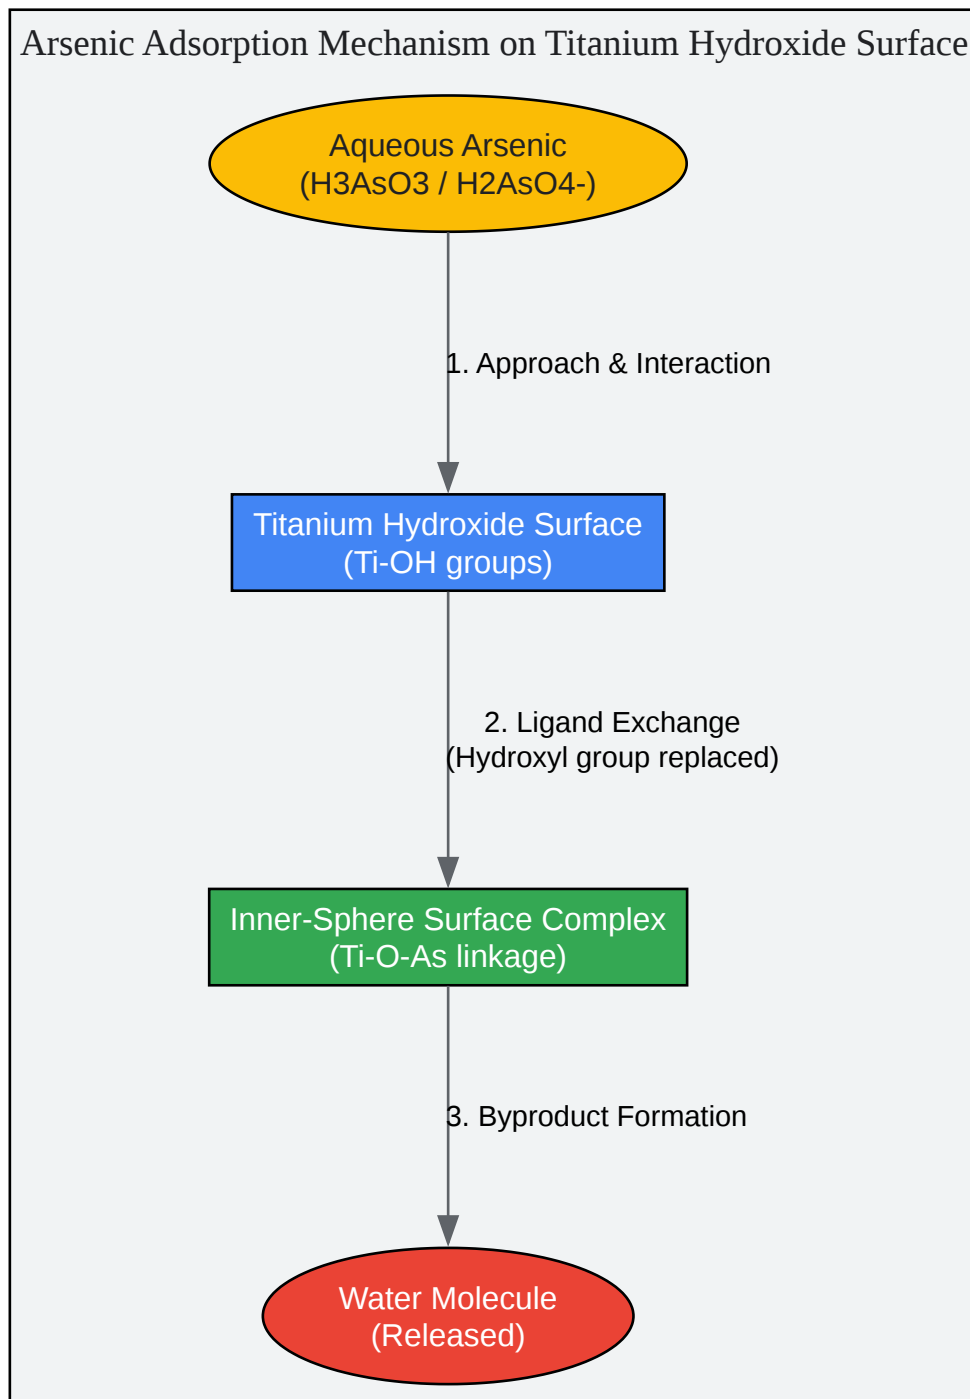 Arsenic Adsorption Mechanism on Titanium Hydroxide Surface
Aqueous Arsenic
(H3AsO3 / H2AsO4-)
1. Approach & Interaction
Titanium Hydroxide Surface
(Ti-OH groups)
2. Ligand Exchange
(Hydroxyl group replaced)
Inner-Sphere Surface Complex
(Ti-O-As linkage)
3. Byproduct Formation
Water Molecule
(Released)